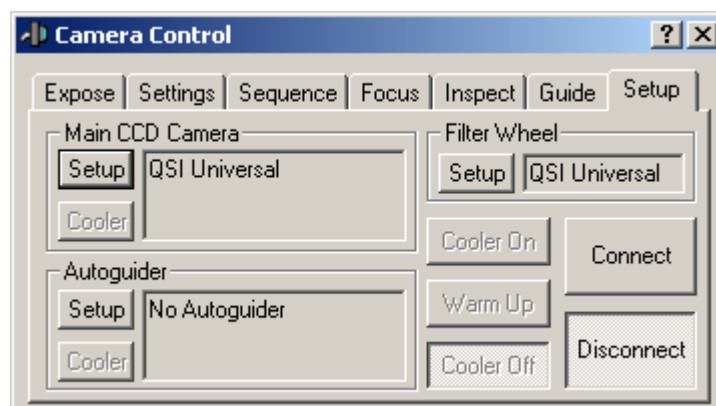 Camera Control
? X
Expose Settings Sequence Focus Inspect Guide Setup
Main CCD Camera
Setup QSI Universal
Cooler
Autoguider
Setup No Autoguider
Cooler
Filter Wheel
Setup QSI Universal
Cooler On
Warm Up
Cooler Off
Connect
Disconnect